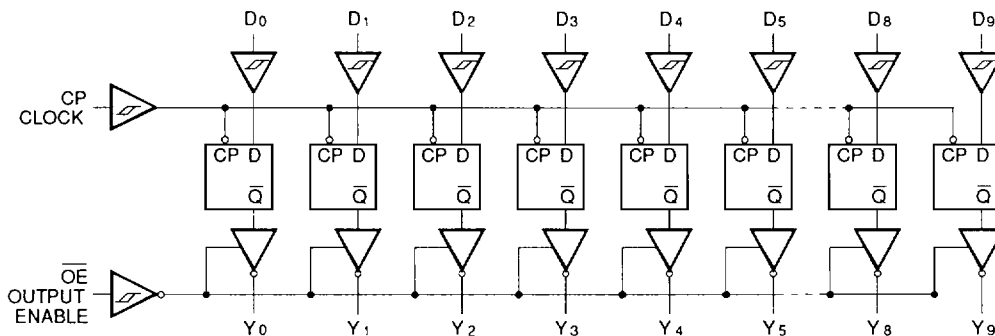 D0 D1 D2 D3 D4 D5 D8 D9
CP
CLOCK
CP D CP D CP D CP D CP D CP D CP D CP D
Q̅ Q̅ Q̅ Q̅ Q̅ Q̅ Q̅ Q̅
O̅E̅
OUTPUT
ENABLE
Y0 Y1 Y2 Y3 Y4 Y5 Y8 Y9